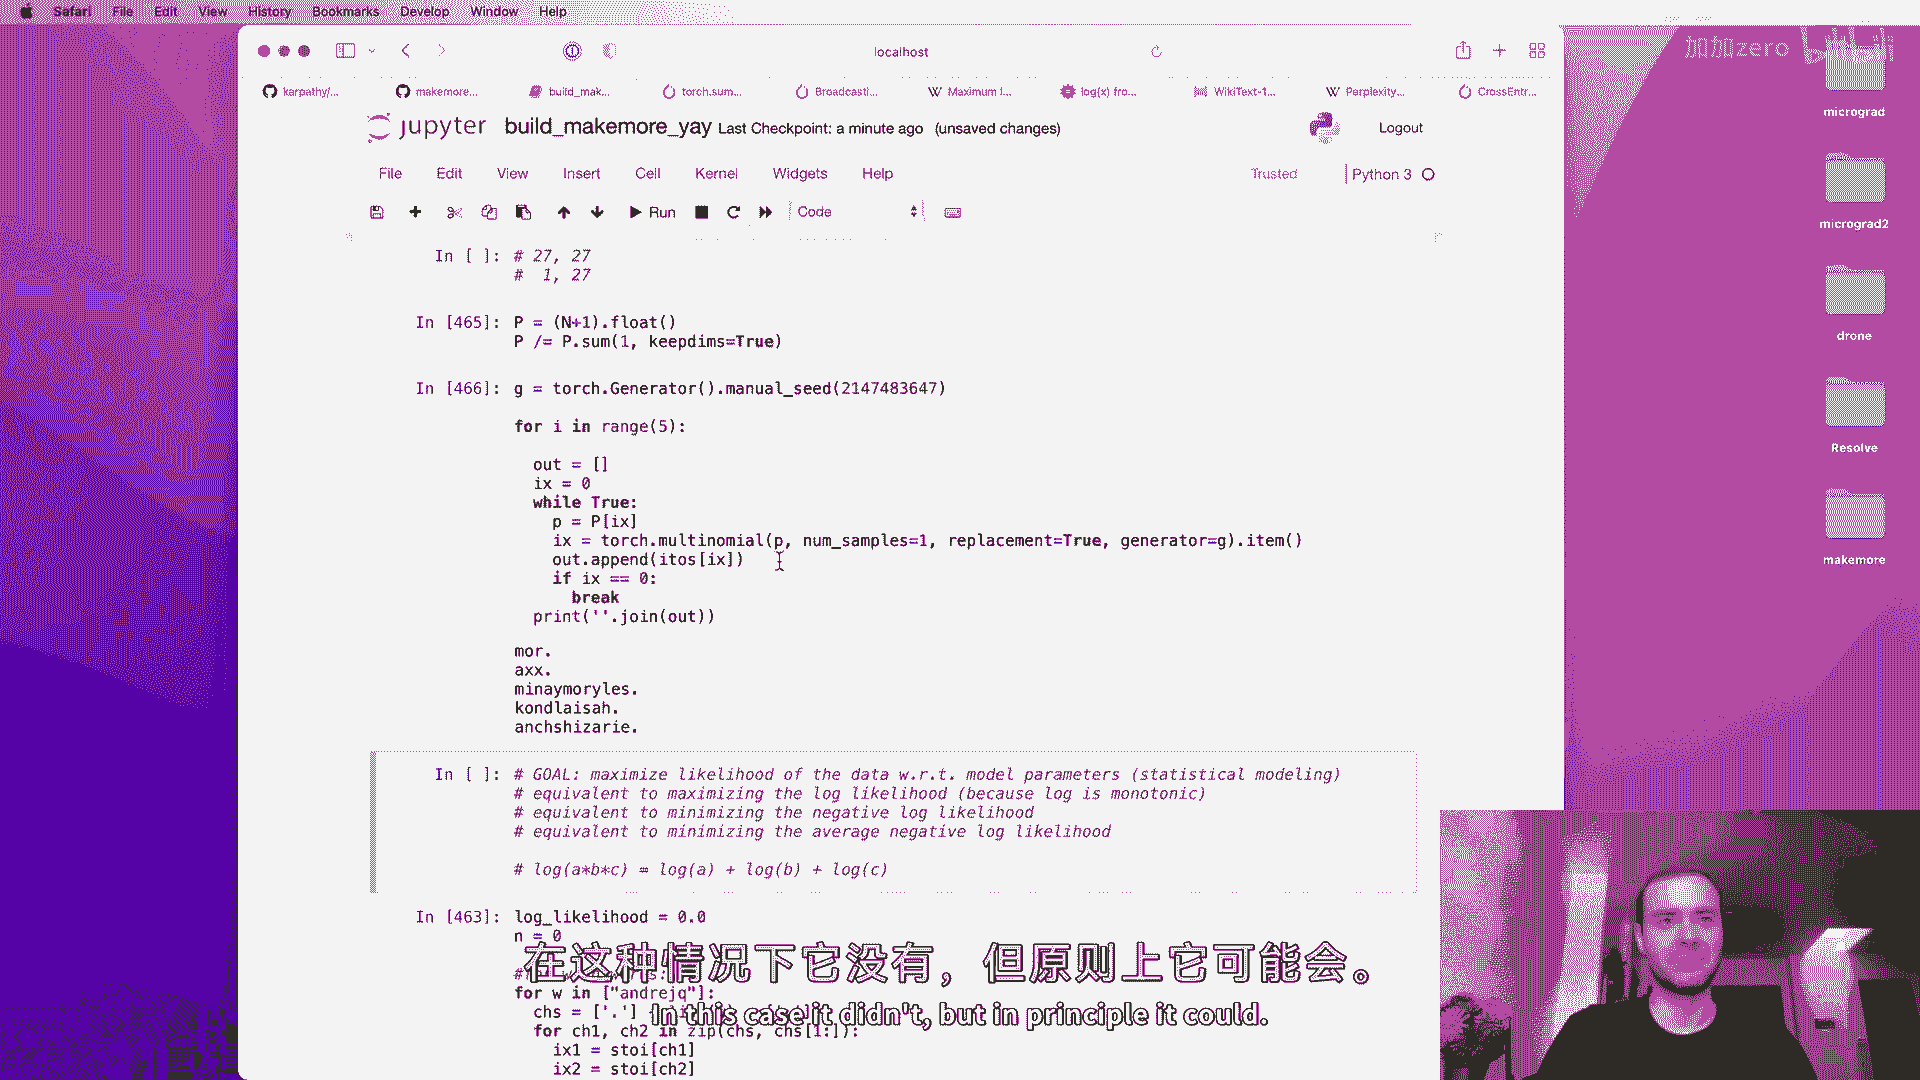 Safari File Edit View History Bookmarks Develop Window Help
localhost
加加zero
karpathy/... makemore... build_mak... torch.sum... Broadcasti... Maximum l... log(x) fro... WikiText-1... Perplexity... CrossEntr...
jupyter build_makemore_yay Last Checkpoint: a minute ago (unsaved changes) Logout
File Edit View Insert Cell Kernel Widgets Help Trusted Python 3
Run Code
In [ ]: # 27, 27
#  1, 27
In [465]: P = (N+1).float()
P /= P.sum(1, keepdims=True)
In [466]: g = torch.Generator().manual_seed(2147483647)
for i in range(5):
out = []
ix = 0
while True:
p = P[ix]
ix = torch.multinomial(p, num_samples=1, replacement=True, generator=g).item()
out.append(itos[ix])
if ix == 0:
break
print(''.join(out))
mor.
axx.
minaymoryles.
kondlaisah.
anchshizarie.
In [ ]: # GOAL: maximize likelihood of the data w.r.t. model parameters (statistical modeling)
# equivalent to maximizing the log likelihood (because log is monotonic)
# equivalent to minimizing the negative log likelihood
# equivalent to minimizing the average negative log likelihood
# log(a*b*c) = log(a) + log(b) + log(c)
In [463]: log_likelihood = 0.0
n = 0
在这种情况下它没有，但原则上它可能会。
for w in ["andrejq"]:
chs = ['.']
In this case it didn't, but in principle it could.
for ch1, ch2 in zip(chs, chs[1:]):
ix1 = stoi[ch1]
ix2 = stoi[ch2]
micrograd
micrograd2
drone
Resolve
makemore